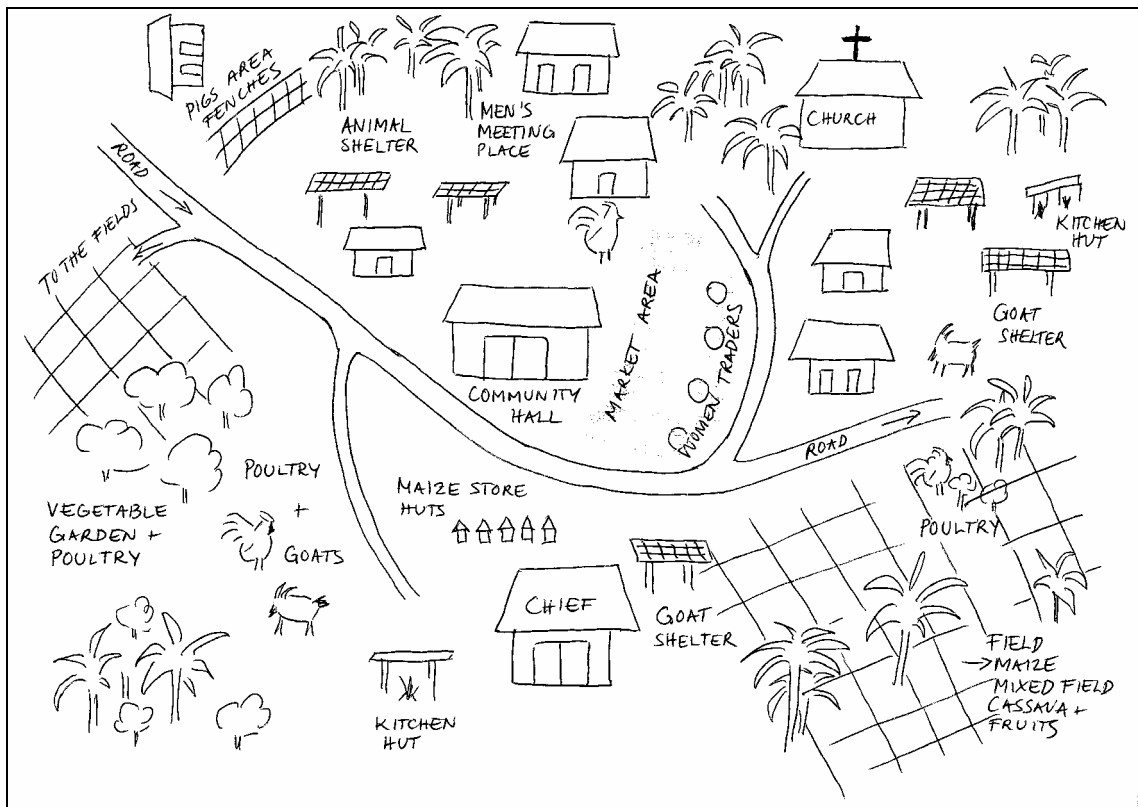 PIGS AREA
FENCHES
ANIMAL
SHELTER
MEN'S
MEETING
PLACE
CHURCH
ROAD
TO THE FIELDS
KITCHEN
HUT
GOAT
SHELTER
MARKET AREA
WOMEN TRADERS
COMMUNITY
HALL
ROAD
VEGETABLE
GARDEN +
POULTRY
POULTRY
+
GOATS
MAIZE STORE
HUTS
POULTRY
CHIEF
GOAT
SHELTER
KITCHEN
HUT
FIELD
→ MAIZE
MIXED FIELD
CASSAVA +
FRUITS